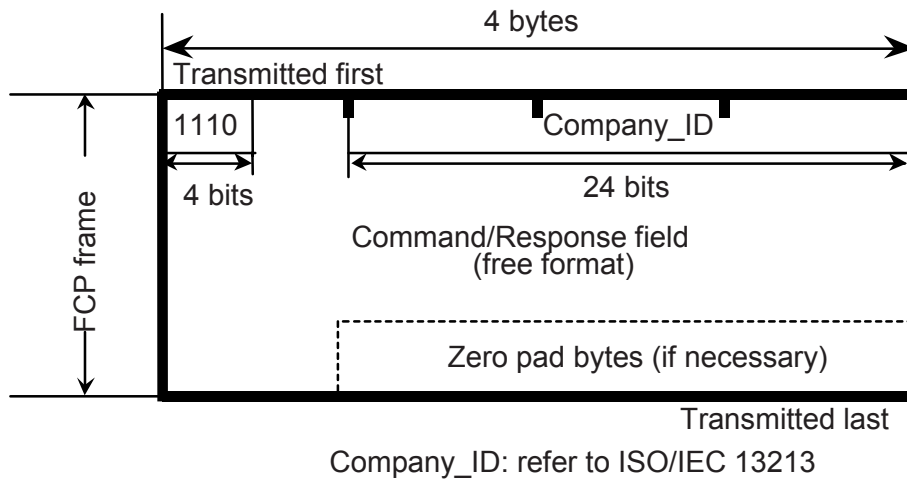 4 bytes
Transmitted first
1110
Company_ID
4 bits
24 bits
FCP frame
Command/Response field
(free format)
Zero pad bytes (if necessary)
Transmitted last
Company_ID: refer to ISO/IEC 13213